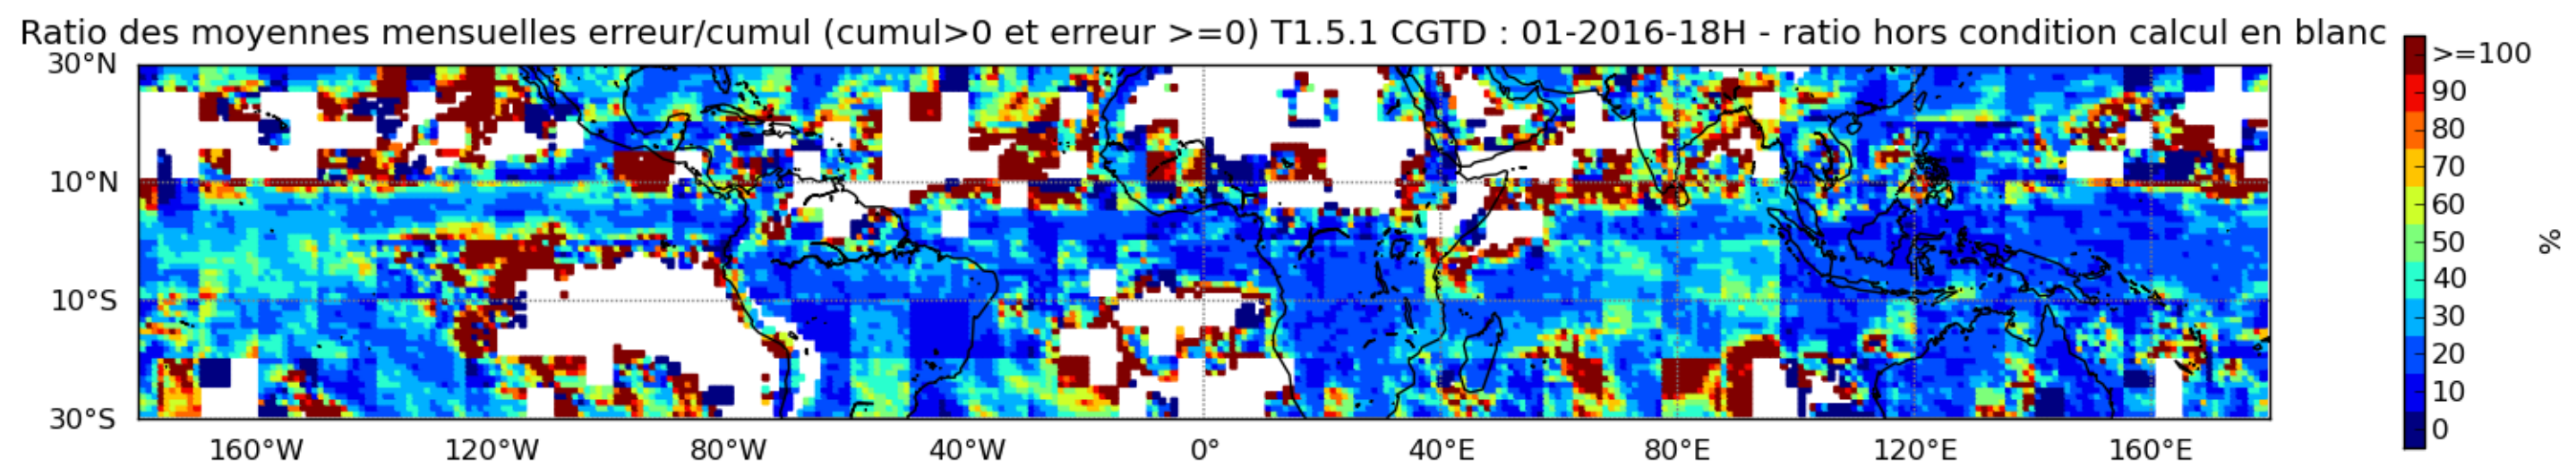 Ratio des moyennes mensuelles erreur/cumul (cumul>0 et erreur >=0) T1.5.1 CGTD : 01-2016-18H - ratio hors condition calcul en blanc
30°N
10°N
10°S
30°S
160°W 120°W 80°W 40°W 0° 40°E 80°E 120°E 160°E
>=100
90
80
70
60
50
40
30
20
10
0
%